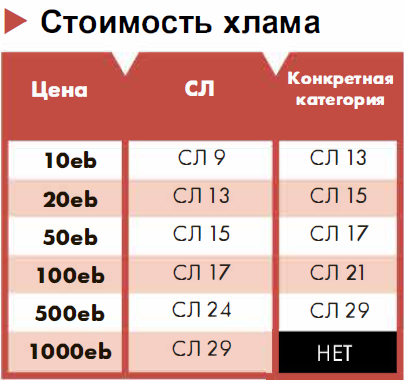 Стоимость хлама
Цена СЛ Конкретная
категория
10eb СЛ 9 СЛ 13
20eb СЛ 13 СЛ 15
50eb СЛ 15 СЛ 17
100eb СЛ 17 СЛ 21
500eb СЛ 24 СЛ 29
1000eb СЛ 29 НЕТ